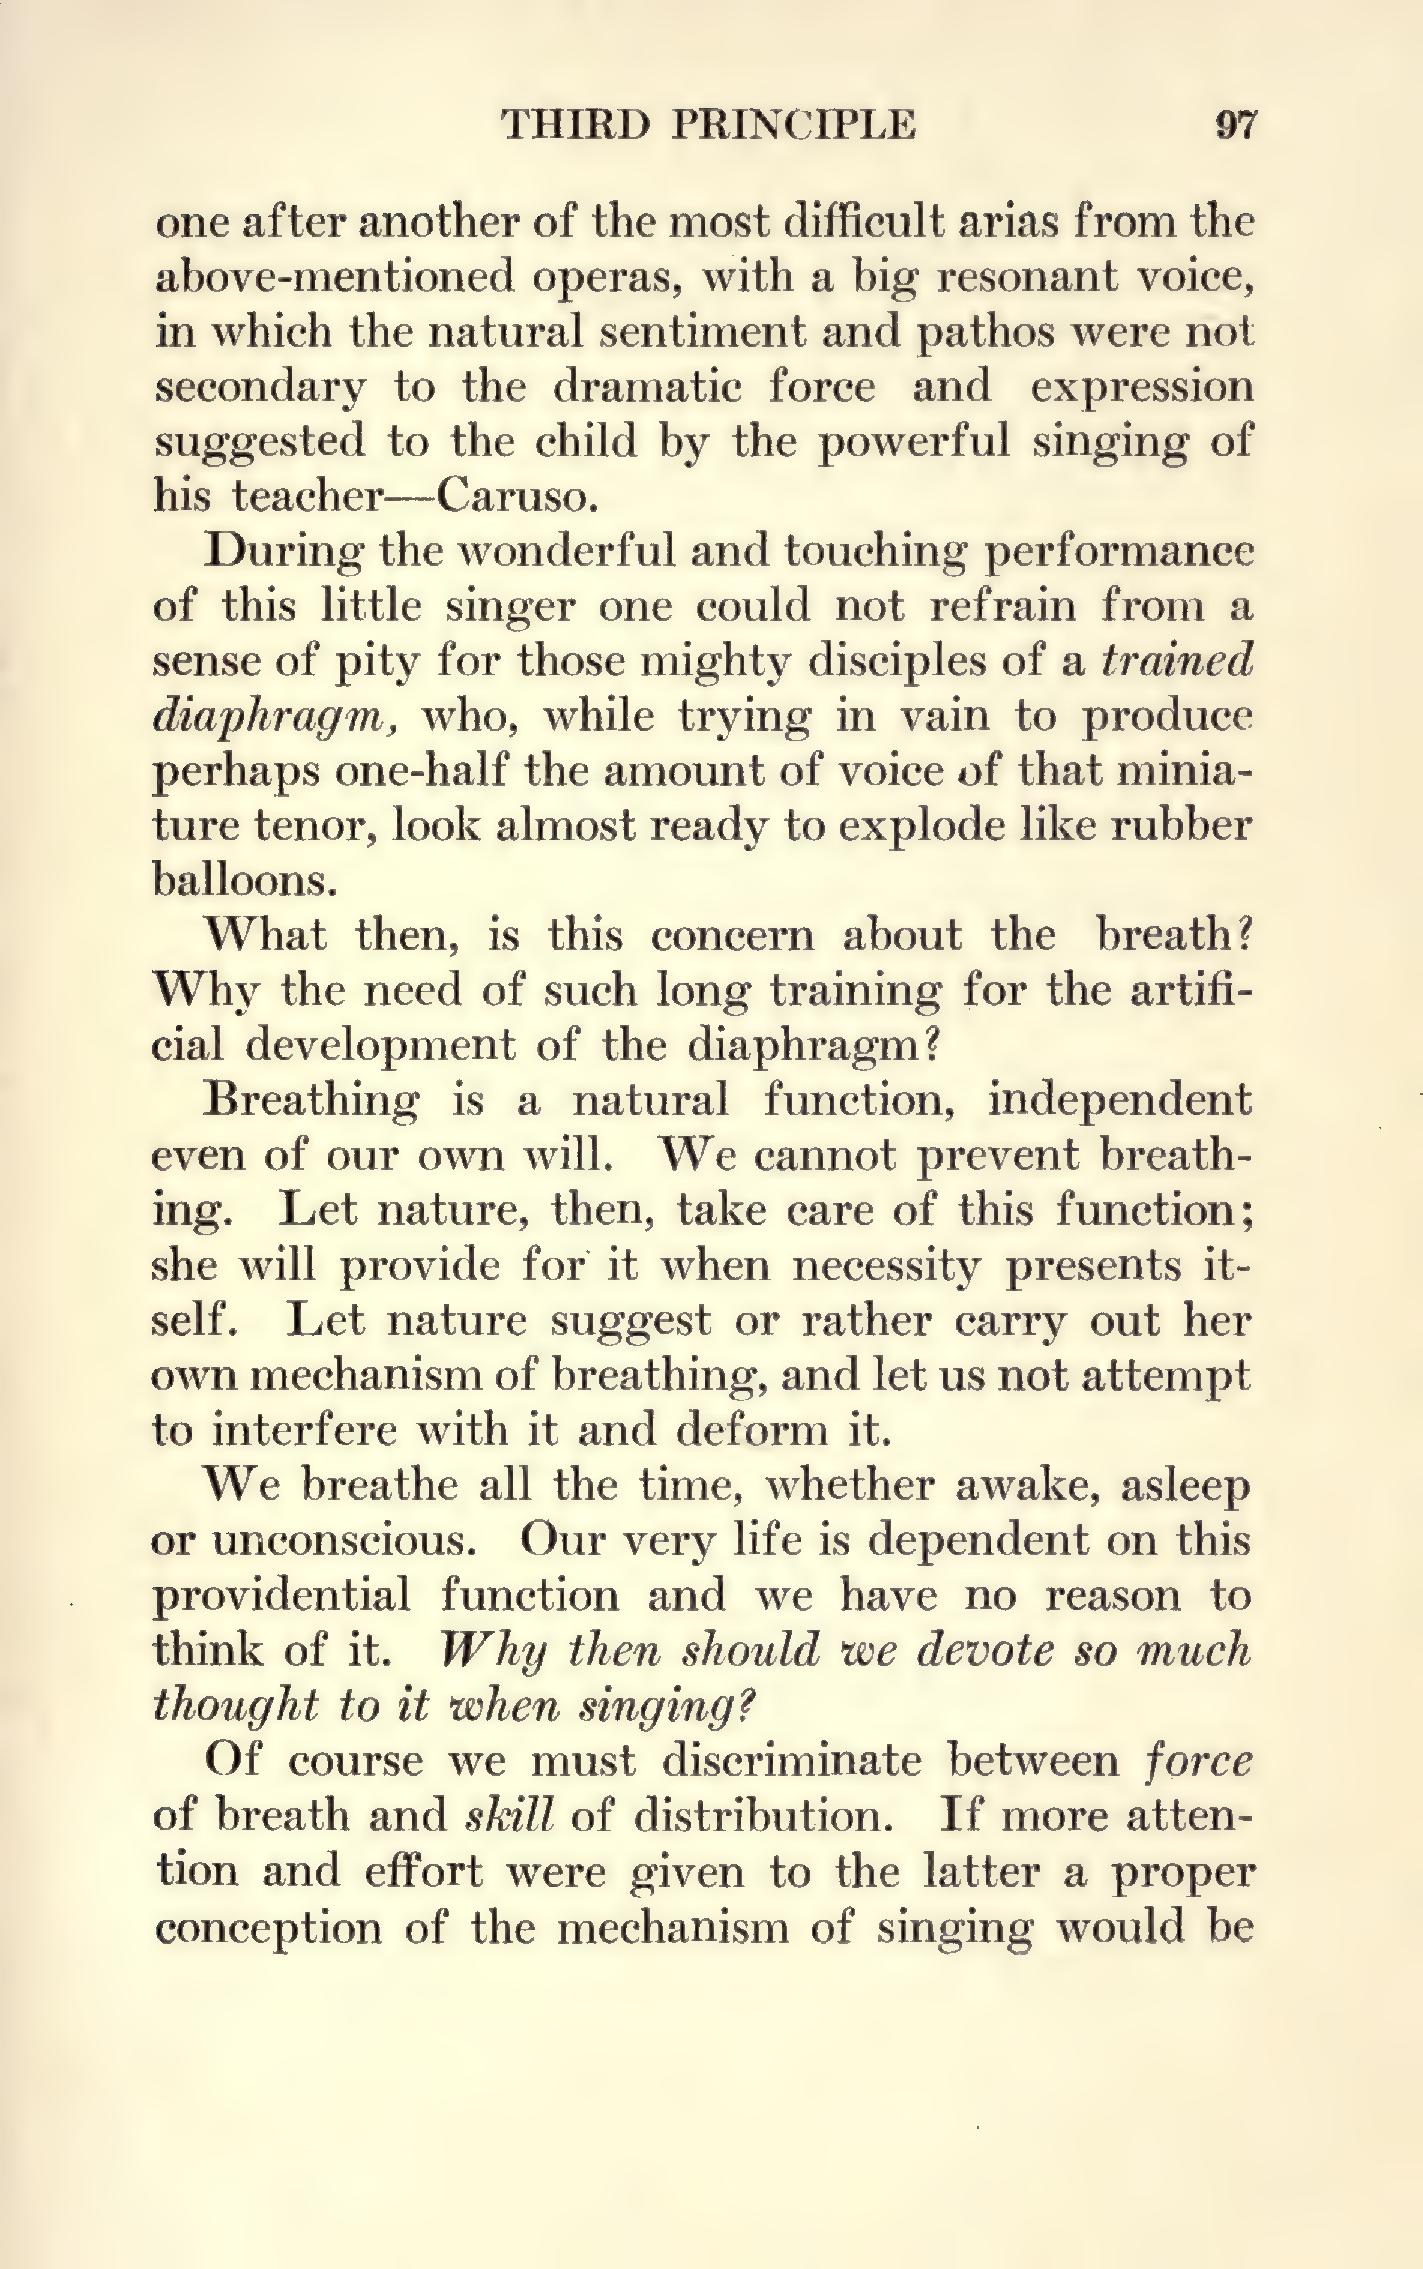 THIRD PRINCIPLE 97
one after another of the most difficult arias from the
above-mentioned operas, with a big resonant voice,
in which the natural sentiment and pathos were not
secondary to the dramatic force and expression
suggested to the child by the powerful singing of
his teacher—Caruso.
During the wonderful and touching performance
of this little singer one could not refrain from a
sense of pity for those mighty disciples of a trained
diaphragm, who, while trying in vain to produce
perhaps one-half the amount of voice of that minia-
ture tenor, look almost ready to explode like rubber
balloons.
What then, is this concern about the breath?
Why the need of such long training for the artifi-
cial development of the diaphragm?
Breathing is a natural function, independent
even of our own will. We cannot prevent breath-
ing. Let nature, then, take care of this function;
she will provide for it when necessity presents it-
self. Let nature suggest or rather carry out her
own mechanism of breathing, and let us not attempt
to interfere with it and deform it.
We breathe all the time, whether awake, asleep
or unconscious. Our very life is dependent on this
providential function and we have no reason to
think of it. Why then should we devote so much
thought to it when singing?
Of course we must discriminate between force
of breath and skill of distribution. If more atten-
tion and effort were given to the latter a proper
conception of the mechanism of singing would be